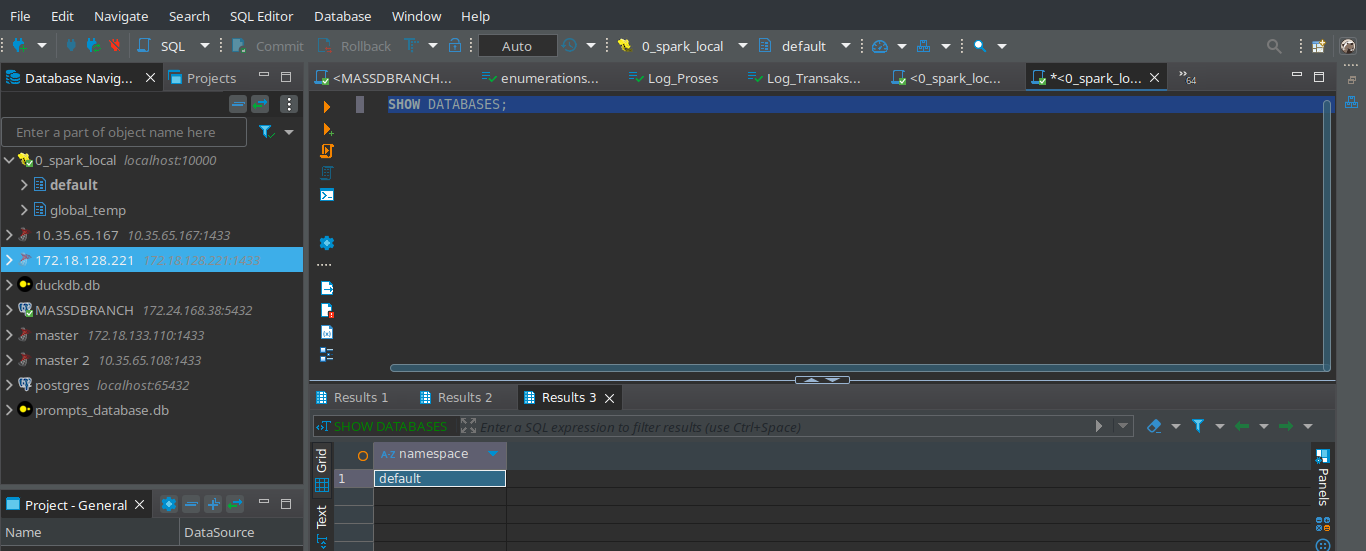 File Edit Navigate Search SQL Editor Database Window Help
SQL Commit Rollback T Auto 0_spark_local default
Database Navig... Projects
<MASSDBRANCH... enumerations... Log_Proses Log_Transaks... <0_spark_loc... *<0_spark_lo... »64
Enter a part of object name here
0_spark_local localhost:10000
default
global_temp
10.35.65.167 10.35.65.167:1433
172.18.128.221 172.18.128.221:1433
duckdb.db
MASSDBRANCH 172.24.168.38:5432
master 172.18.133.110:1433
master 2 10.35.65.108:1433
postgres localhost:65432
prompts_database.db
Project - General
Name DataSource
SHOW DATABASES;
Results 1 Results 2 Results 3
SHOW DATABASES Enter a SQL expression to filter results (use Ctrl+Space)
Grid
Text
A-Z namespace
1 default
Panels